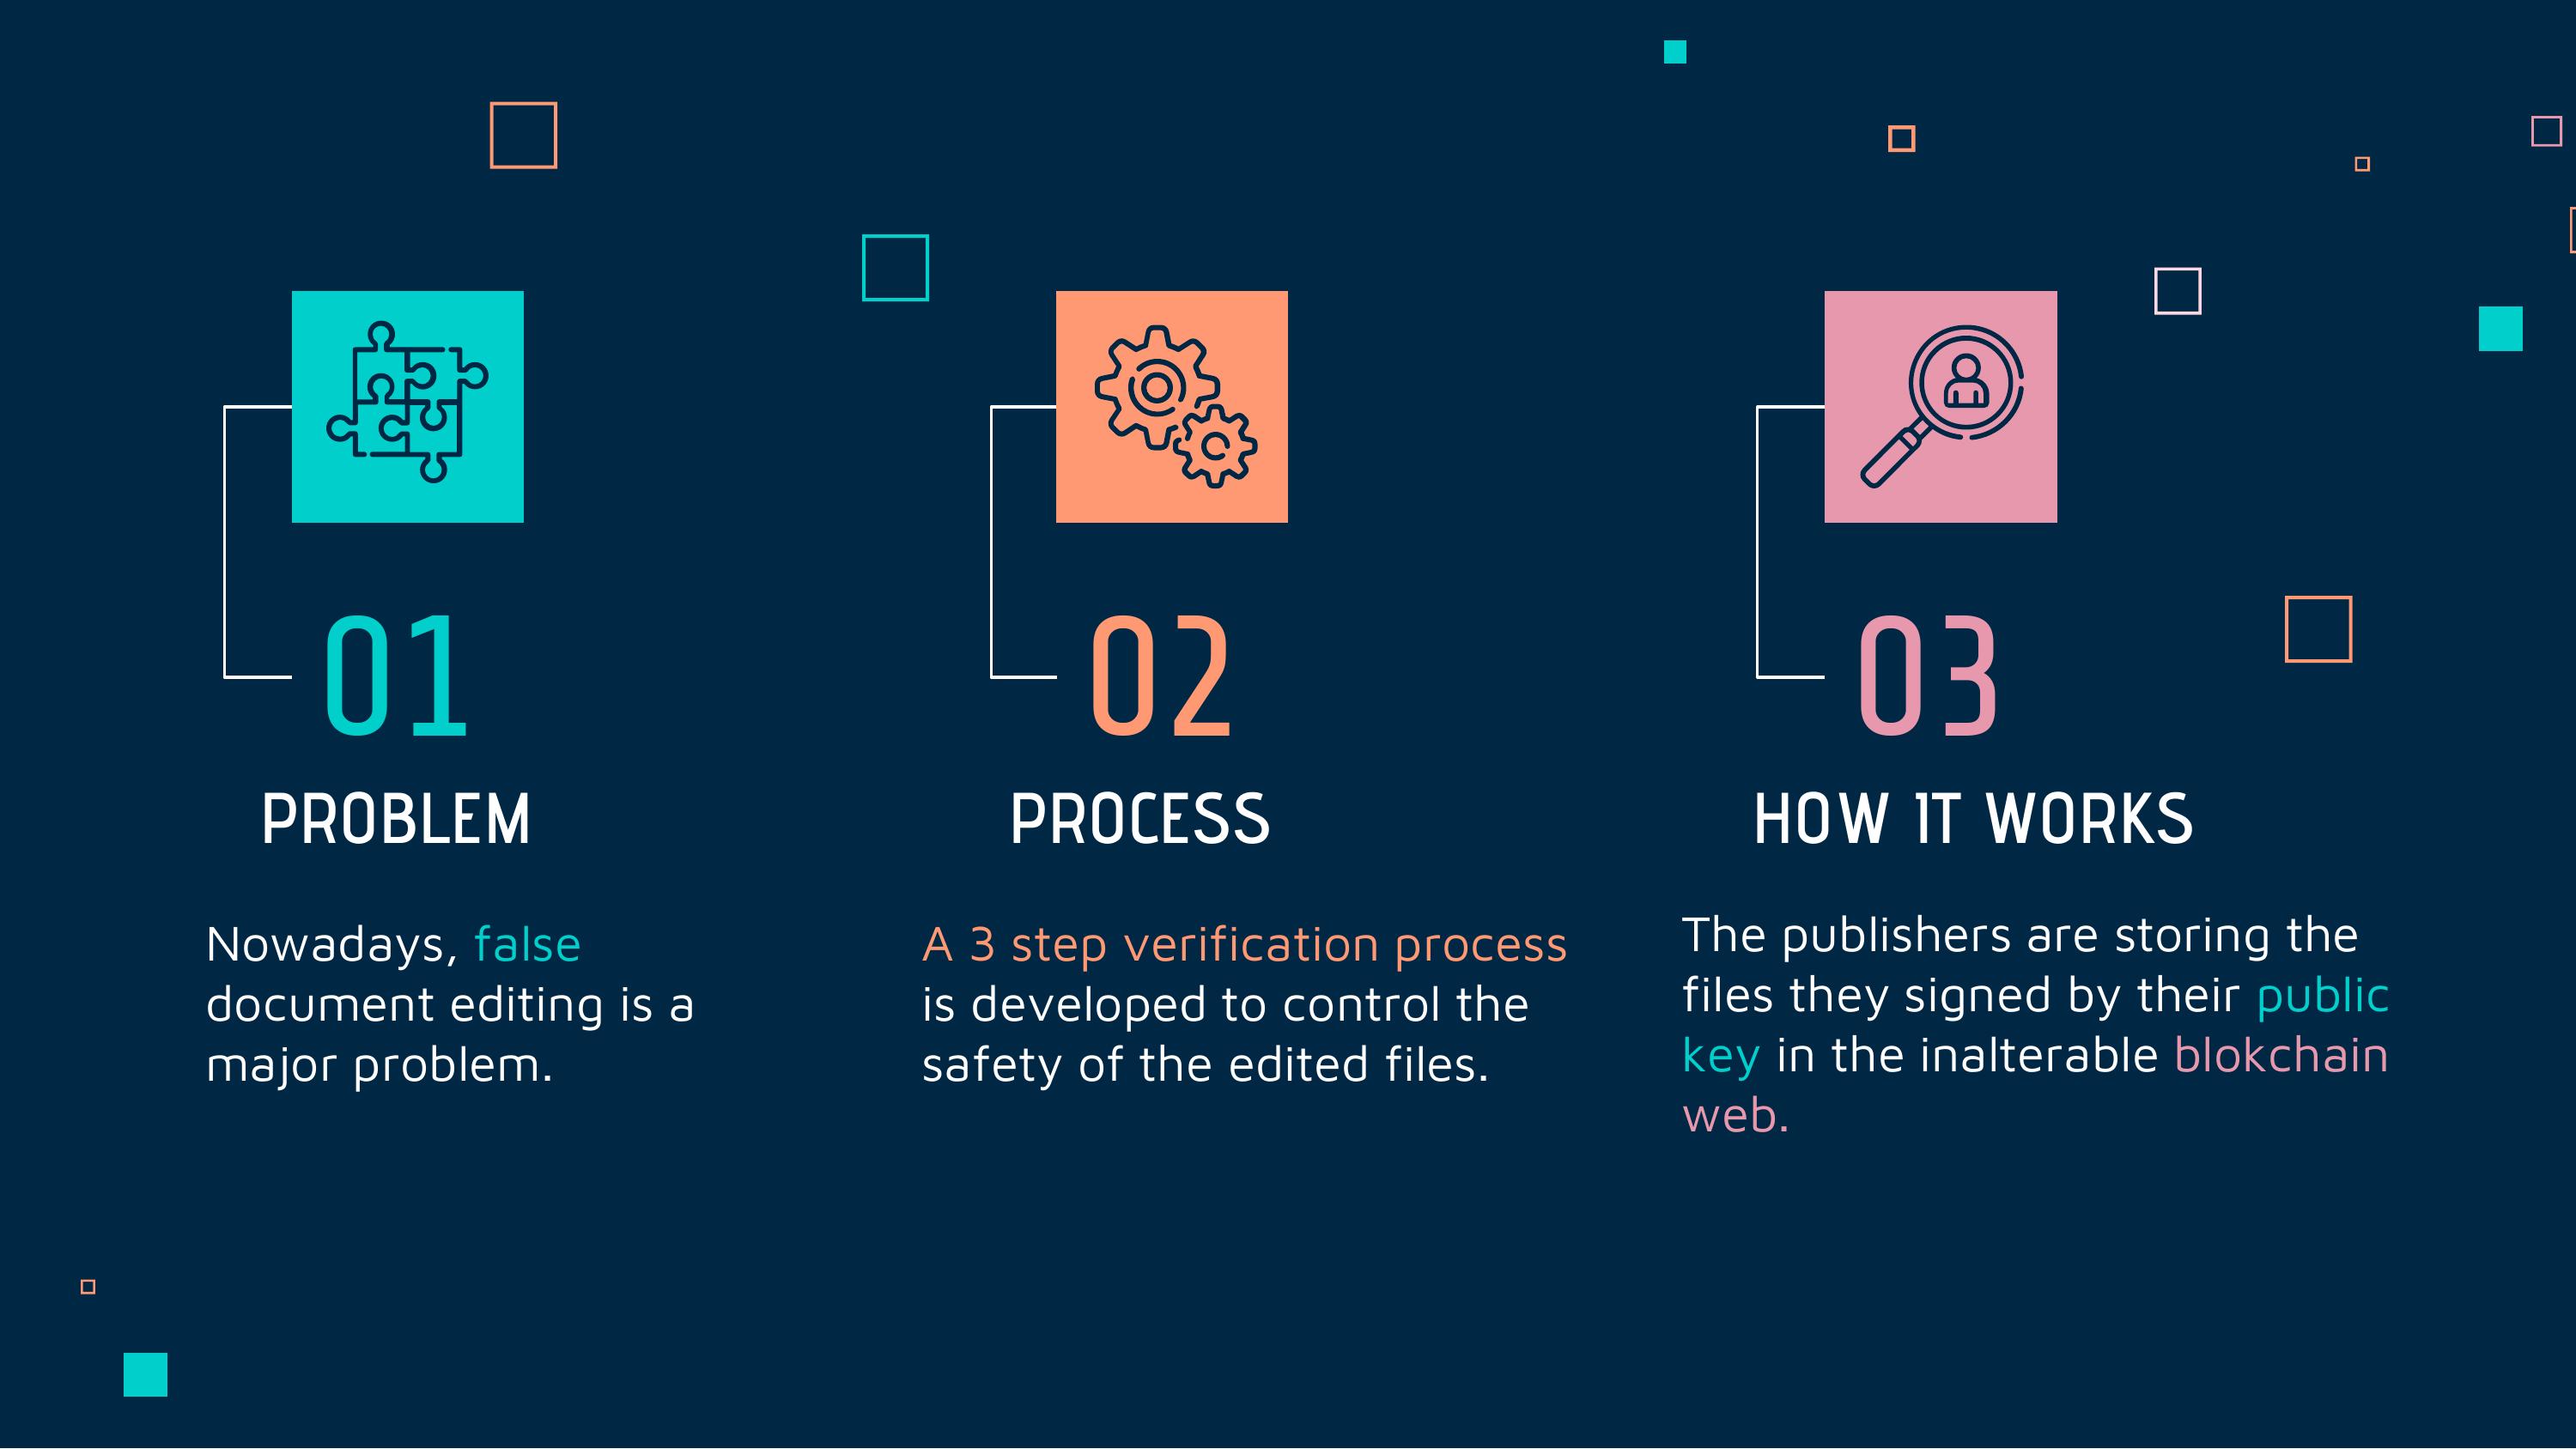 01
PROBLEM
Nowadays, false
document editing is a
major problem.
02
PROCESS
A 3 step verification process
is developed to control the
safety of the edited files.
03
HOW IT WORKS
The publishers are storing the
files they signed by their public
key in the inalterable blokchain
web.